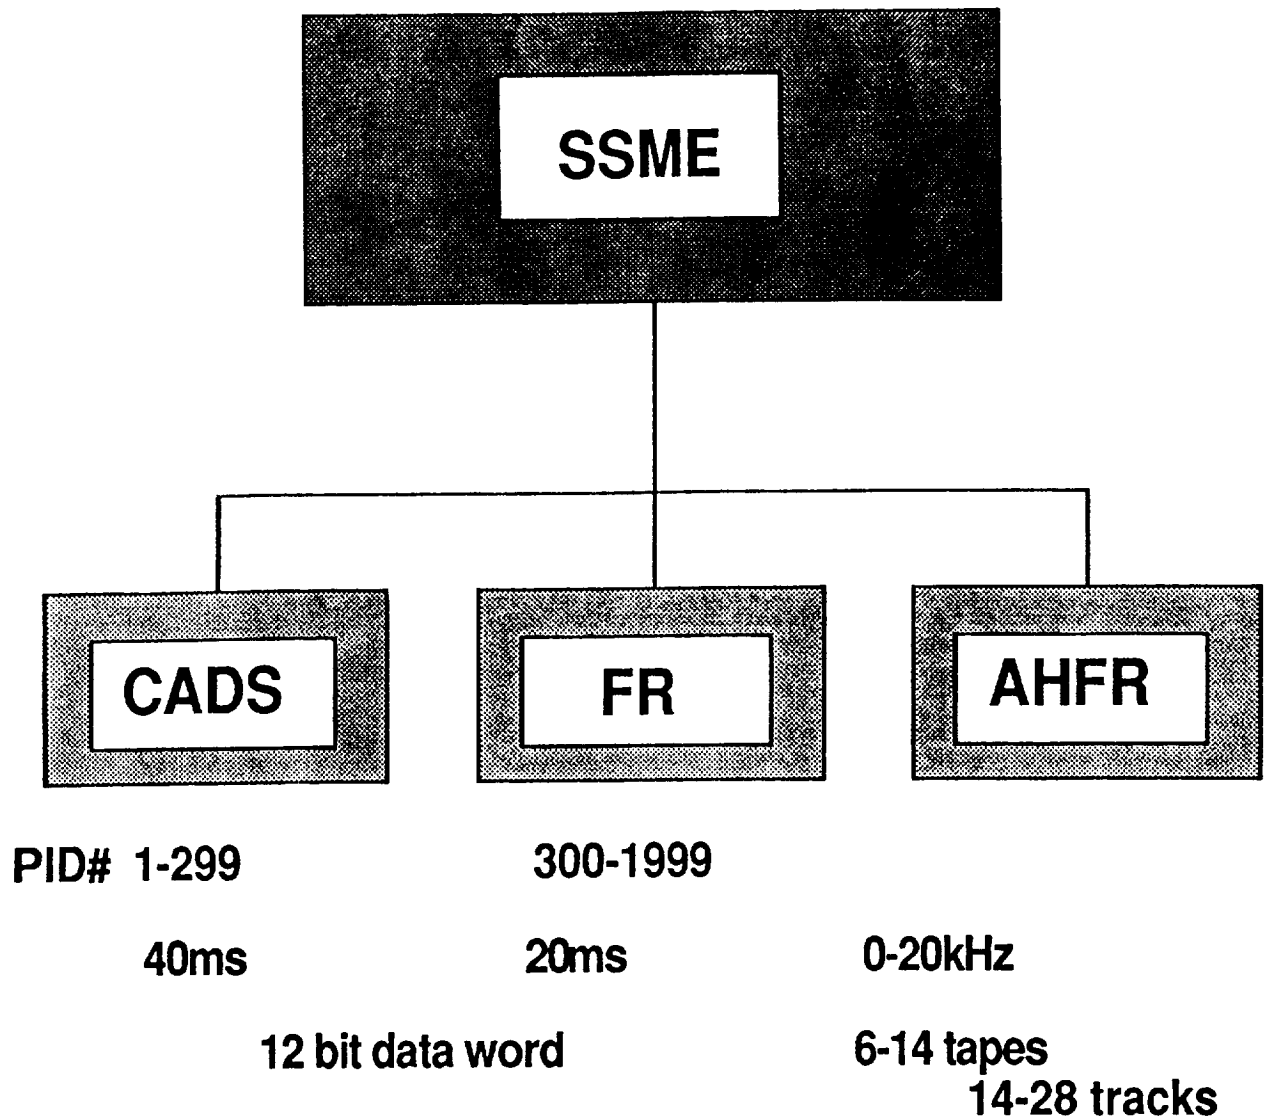 SSME
CADS
FR
AHFR
PID# 1-299
300-1999
40ms
20ms
0-20kHz
12 bit data word
6-14 tapes
14-28 tracks